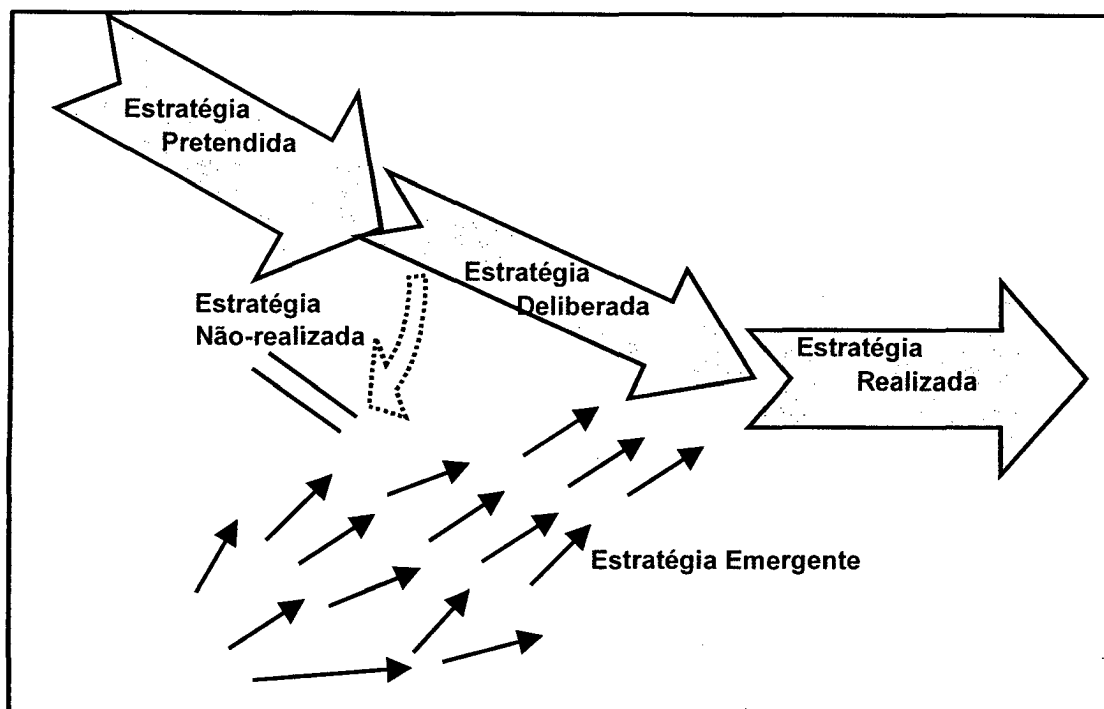 Estratégia
Pretendida
Estratégia
Deliberada
Estratégia
Não-realizada
Estratégia
Realizada
Estratégia Emergente